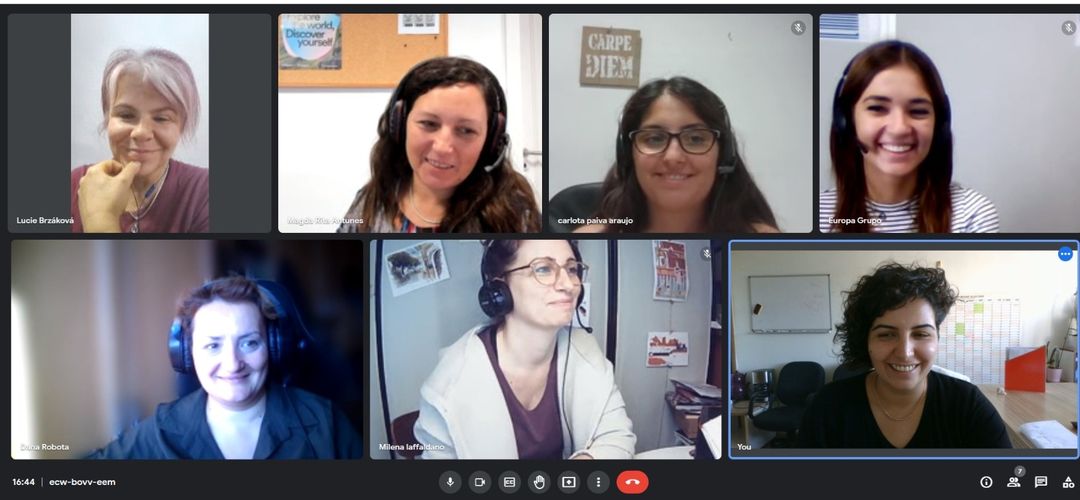 Explore
the world,
Discover
yourself
CARPE
DIEM
Lucie Brzáková
Magda Rita Antunes
carlota paiva araujo
Europa Grupo
Robota
Milena Iaffaldano
You
16:44 | ecw-bovv-eem
7